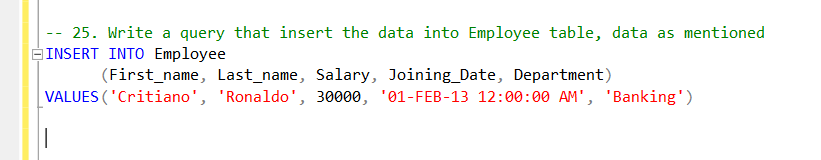 -- 25. Write a query that insert the data into Employee table, data as mentioned
INSERT INTO Employee
(First_name, Last_name, Salary, Joining_Date, Department)
VALUES('Critiano', 'Ronaldo', 30000, '01-FEB-13 12:00:00 AM', 'Banking')